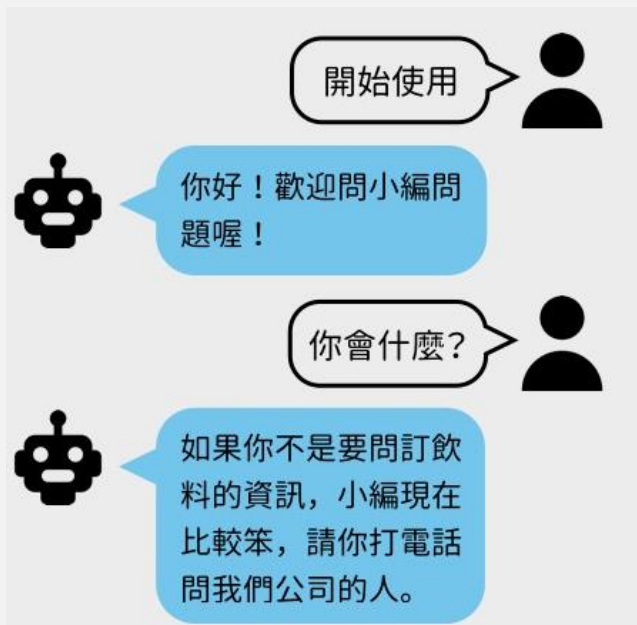 開始使用
你好！歡迎問小編問
題喔！
你會什麼？
如果你不是要問訂飲
料的資訊，小編現在
比較笨，請你打電話
問我們公司的人。